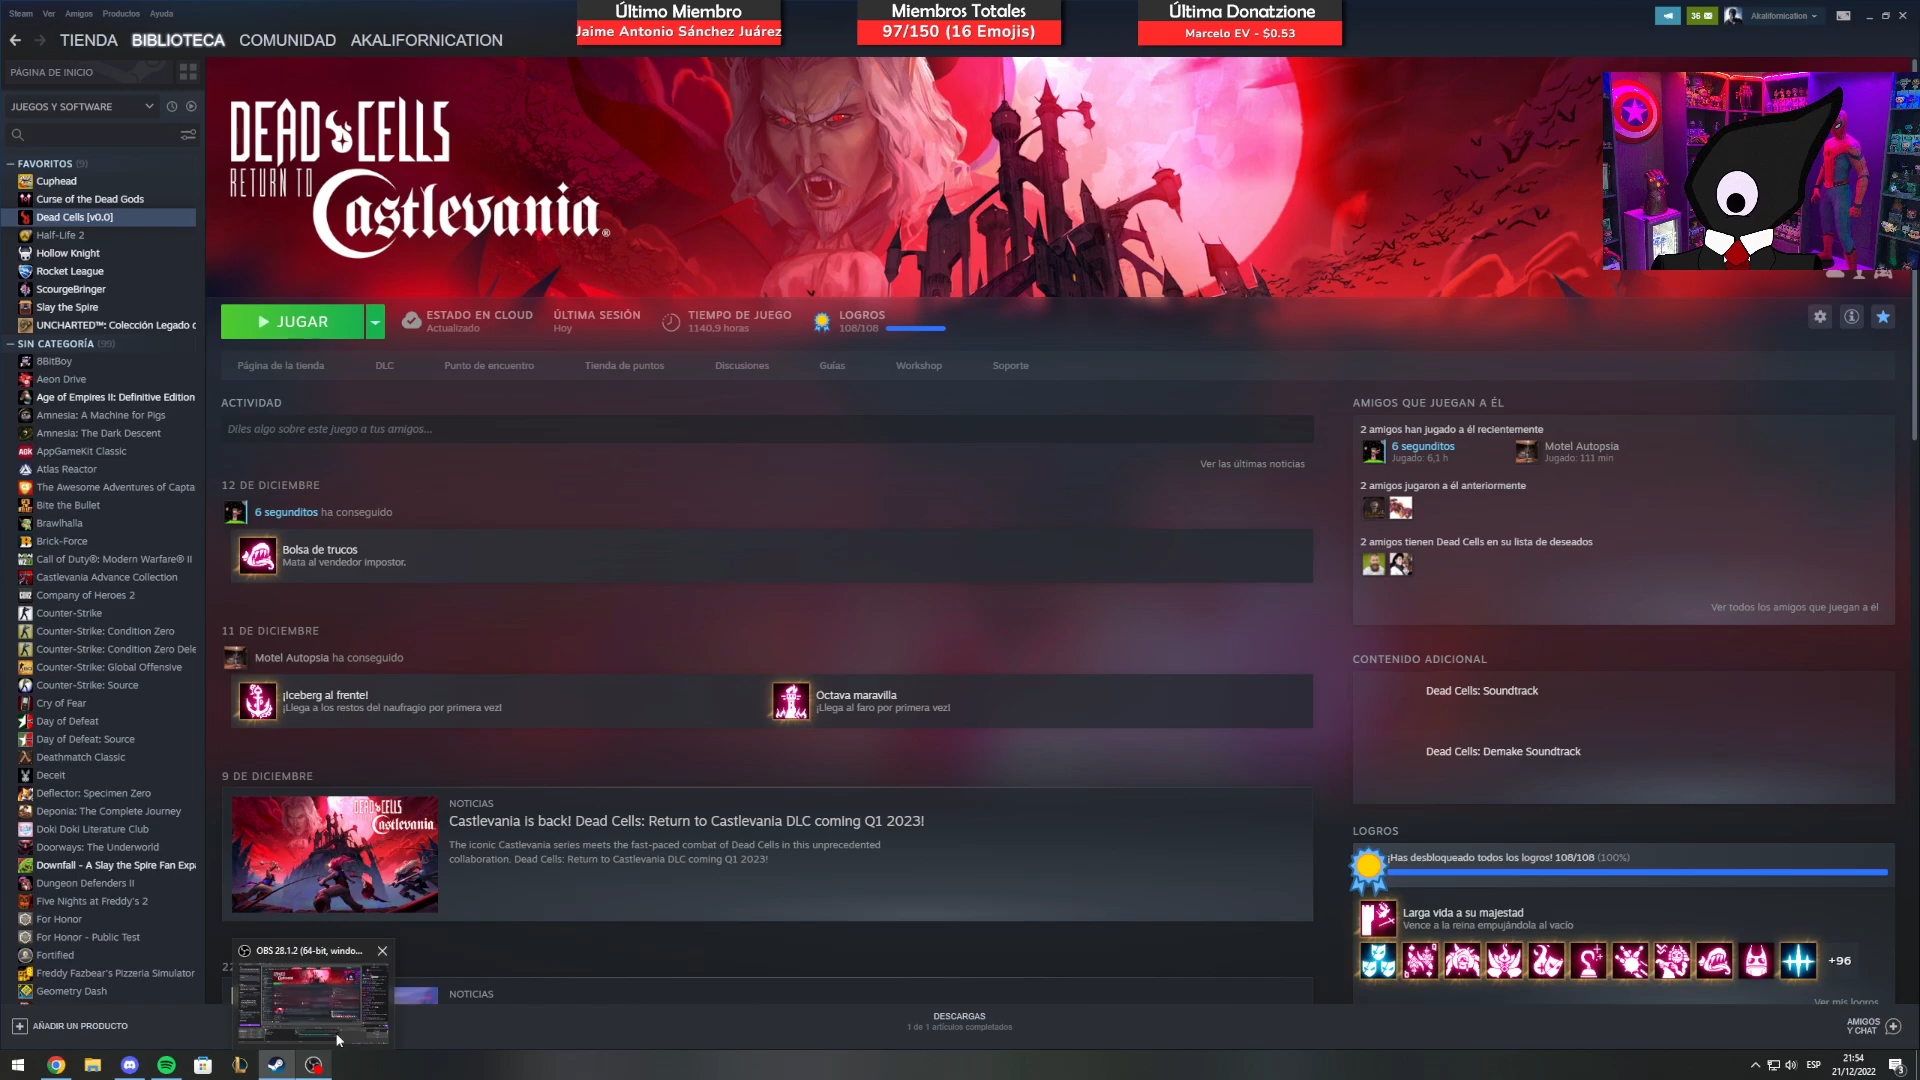 Steam Ver Amigos Productos Ayuda
Último Miembro
Jaime Antonio Sánchez Juárez
Miembros Totales
97/150 (16 Emojis)
Última Donatzione
Marcelo EV - $0.53
36
Akalifornication
TIENDA BIBLIOTECA COMUNIDAD AKALIFORNICATION
PÁGINA DE INICIO
JUEGOS Y SOFTWARE
FAVORITOS (9)
Cuphead
Curse of the Dead Gods
Dead Cells [v0.0]
Half-Life 2
Hollow Knight
Rocket League
ScourgeBringer
Slay the Spire
UNCHARTED™: Colección Legado c
SIN CATEGORÍA (99)
8BitBoy
Aeon Drive
Age of Empires II: Definitive Edition
Amnesia: A Machine for Pigs
Amnesia: The Dark Descent
AppGameKit Classic
Atlas Reactor
The Awesome Adventures of Capta
Bite the Bullet
Brawlhalla
Brick-Force
Call of Duty®: Modern Warfare® II
Castlevania Advance Collection
Company of Heroes 2
Counter-Strike
Counter-Strike: Condition Zero
Counter-Strike: Condition Zero Dele
Counter-Strike: Global Offensive
Counter-Strike: Source
Cry of Fear
Day of Defeat
Day of Defeat: Source
Deathmatch Classic
Deceit
Deflector: Specimen Zero
Deponia: The Complete Journey
Doki Doki Literature Club
Doorways: The Underworld
Downfall - A Slay the Spire Fan Expa
Dungeon Defenders II
Five Nights at Freddy's 2
For Honor
For Honor - Public Test
Fortified
Freddy Fazbear's Pizzeria Simulator
Geometry Dash
AÑADIR UN PRODUCTO
DEAD CELLS
RETURN TO
Castlevania®
JUGAR
ESTADO EN CLOUD
Actualizado
ÚLTIMA SESIÓN
Hoy
TIEMPO DE JUEGO
1140,9 horas
LOGROS
108/108
Página de la tienda DLC Punto de encuentro Tienda de puntos Discusiones Guías Workshop Soporte
ACTIVIDAD
Diles algo sobre este juego a tus amigos...
Ver las últimas noticias
12 DE DICIEMBRE
6 segunditos ha conseguido
Bolsa de trucos
Mata al vendedor impostor.
11 DE DICIEMBRE
Motel Autopsia ha conseguido
¡Iceberg al frente!
¡Llega a los restos del naufragio por primera vez!
Octava maravilla
¡Llega al faro por primera vez!
9 DE DICIEMBRE
DEAD CELLS
Castlevania
NOTICIAS
Castlevania is back! Dead Cells: Return to Castlevania DLC coming Q1 2023!
The iconic Castlevania series meets the fast-paced combat of Dead Cells in this unprecedented
collaboration. Dead Cells: Return to Castlevania DLC coming Q1 2023!
OBS 28.1.2 (64-bit, windo...
NOTICIAS
AMIGOS QUE JUEGAN A ÉL
2 amigos han jugado a él recientemente
6 segunditos
Jugado: 6,1 h
Motel Autopsia
Jugado: 111 min
2 amigos jugaron a él anteriormente
2 amigos tienen Dead Cells en su lista de deseados
Ver todos los amigos que juegan a él
CONTENIDO ADICIONAL
Dead Cells: Soundtrack
Dead Cells: Demake Soundtrack
LOGROS
¡Has desbloqueado todos los logros! 108/108 (100%)
Larga vida a su majestad
Vence a la reina empujándola al vacío
+96
Ver mis logros
DESCARGAS
1 de 1 artículos completados
AMIGOS
Y CHAT
ESP
21:54
21/12/2022
3